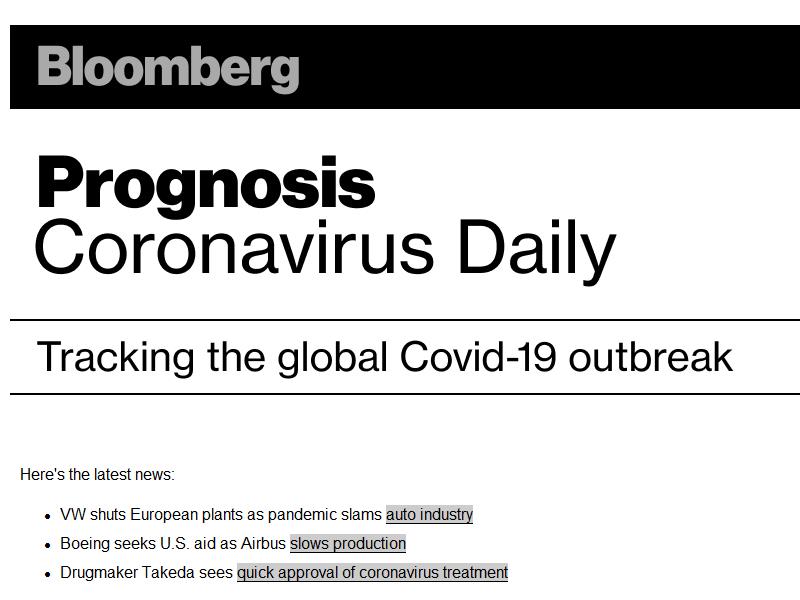 Bloomberg
Prognosis
Coronavirus Daily
Tracking the global Covid-19 outbreak
Here's the latest news:
• VW shuts European plants as pandemic slams auto industry
• Boeing seeks U.S. aid as Airbus slows production
• Drugmaker Takeda sees quick approval of coronavirus treatment